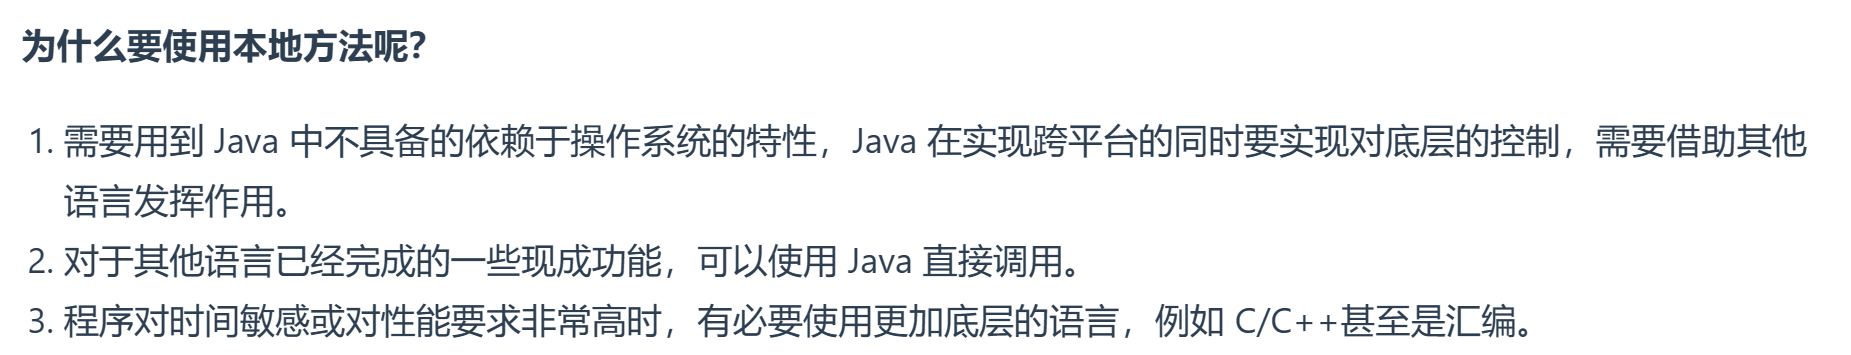 为什么要使用本地方法呢？
1. 需要用到 Java 中不具备的依赖于操作系统的特性，Java 在实现跨平台的同时要实现对底层的控制，需要借助其他
语言发挥作用。
2. 对于其他语言已经完成的一些现成功能，可以使用 Java 直接调用。
3. 程序对时间敏感或对性能要求非常高时，有必要使用更加底层的语言，例如 C/C++甚至是汇编。